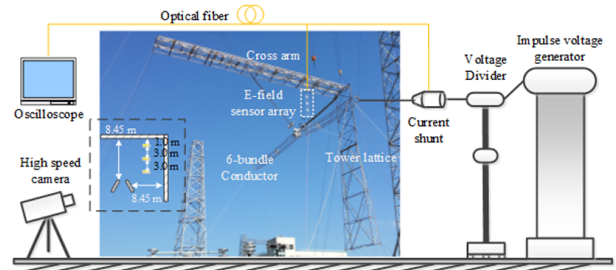 Optical fiber
Impulse voltage
generator
Voltage
Divider
Cross arm
E-field
sensor array
Oscilloscope
Current
shunt
8.45 m
1.0 m
3.0 m
3.0 m
8.45 m
High speed
camera
6-bundle
Conductor
Tower lattice